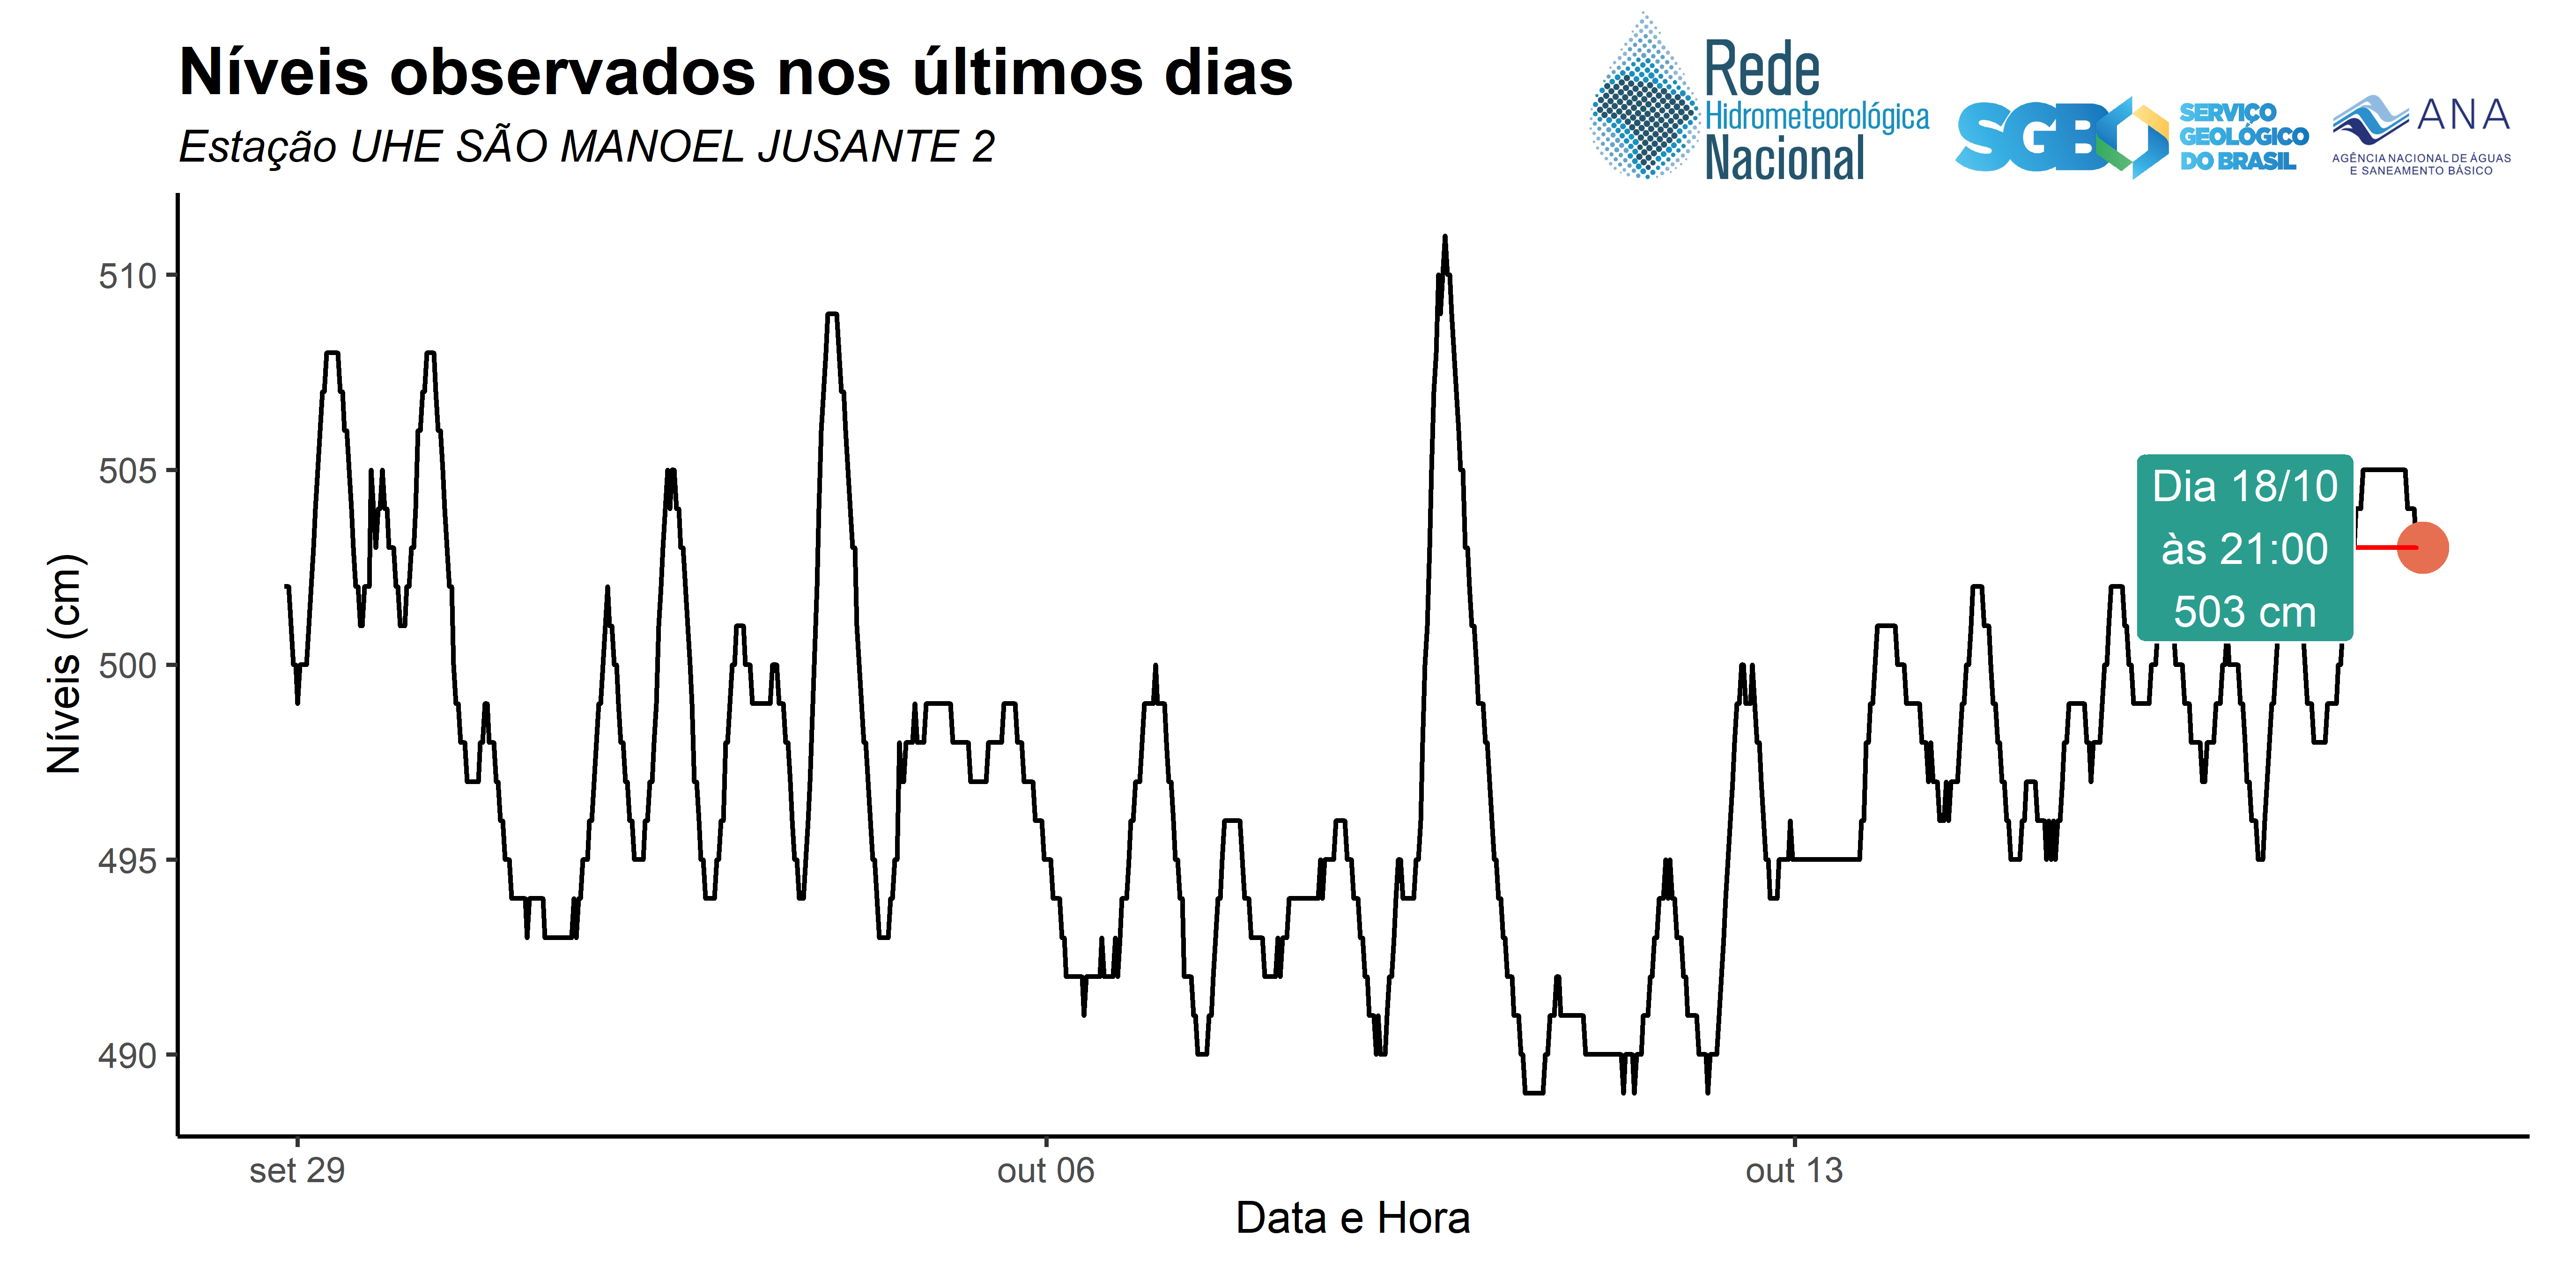 Níveis observados nos últimos dias
Estação UHE SÃO MANOEL JUSANTE 2
Rede
Hidrometeorológica
Nacional
SGB
SERVIÇO
GEOLÓGICO
DO BRASIL
ANA
AGÊNCIA NACIONAL DE ÁGUAS
E SANEAMENTO BÁSICO
Níveis (cm)
510
505
500
495
490
Dia 18/10
às 21:00
503 cm
set 29
out 06
out 13
Data e Hora